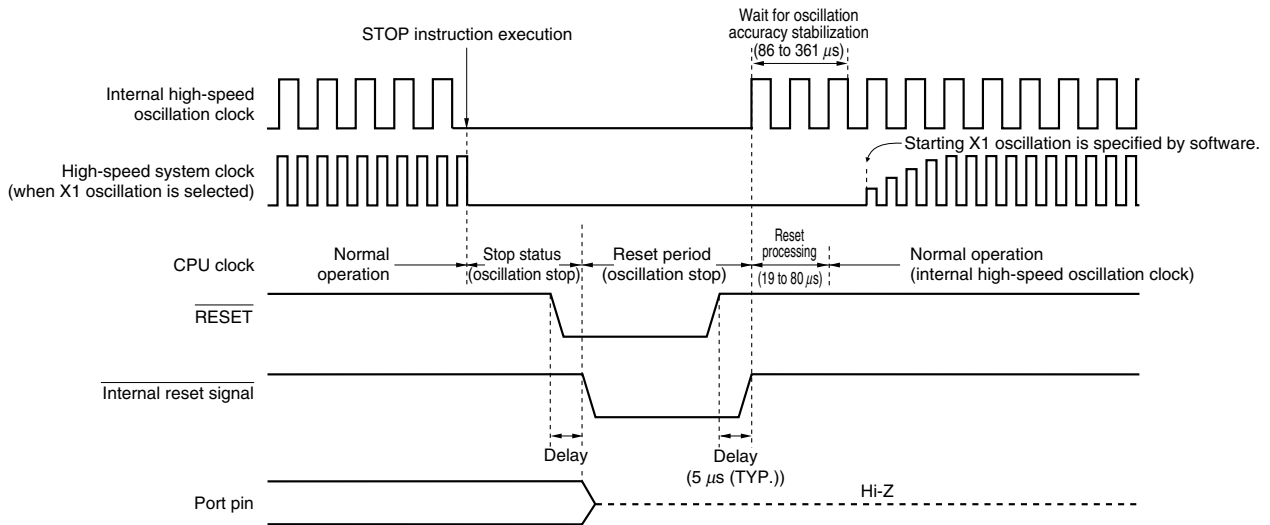 Wait for oscillation
accuracy stabilization
(86 to 361 μs)
STOP instruction execution
Internal high-speed
oscillation clock
Starting X1 oscillation is specified by software.
High-speed system clock
(when X1 oscillation is selected)
CPU clock
Normal
operation
Stop status
(oscillation stop)
Reset period
(oscillation stop)
Reset
processing
(19 to 80 μs)
Normal operation
(internal high-speed oscillation clock)
RESET
Internal reset signal
Delay
Delay
(5 μs (TYP.))
Port pin
Hi-Z